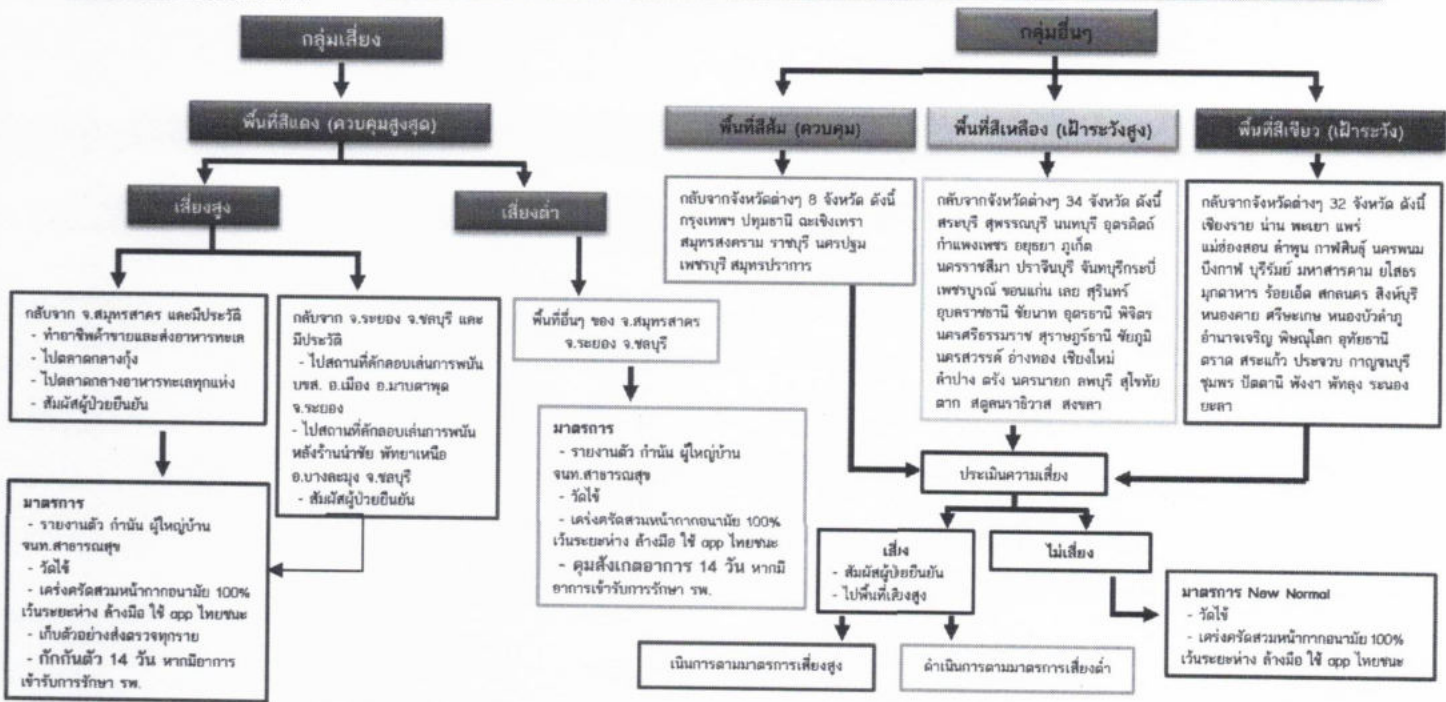 กลุ่มเสี่ยง
พื้นที่สีแดง (ควบคุมสูงสุด)
เสี่ยงสูง
เสี่ยงต่ำ
กลับจาก จ.สมุทรสาคร และมีประวัติ
- ทำอาชีพค้าขายและส่งอาหารทะเล
- ไปตลาดกลางกุ้ง
- ไปตลาดกลางอาหารทะเลทุกแห่ง
- สัมผัสผู้ป่วยยืนยัน
กลับจาก จ.ระยอง จ.ชลบุรี และ
มีประวัติ
- ไปสถานที่ลักลอบเล่นการพนัน
บขส. อ.เมือง อ.มาบตาพุด
จ.ระยอง
- ไปสถานที่ลักลอบเล่นการพนัน
หลังร้านนำชัย พัทยาเหนือ
อ.บางละมุง จ.ชลบุรี
- สัมผัสผู้ป่วยยืนยัน
พื้นที่อื่นๆ ของ จ.สมุทรสาคร
จ.ระยอง จ.ชลบุรี
มาตรการ
- รายงานตัว กำนัน ผู้ใหญ่บ้าน
จนท.สาธารณสุข
- วัดไข้
- เคร่งครัดสวมหน้ากากอนามัย 100%
เว้นระยะห่าง ล้างมือ ใช้ app ไทยชนะ
- เก็บตัวอย่างส่งตรวจทุกราย
- กักกันตัว 14 วัน หากมีอาการ
เข้ารับการรักษา รพ.
มาตรการ
- รายงานตัว กำนัน ผู้ใหญ่บ้าน
จนท.สาธารณสุข
- วัดไข้
- เคร่งครัดสวมหน้ากากอนามัย 100%
เว้นระยะห่าง ล้างมือ ใช้ app ไทยชนะ
- คุมสังเกตอาการ 14 วัน หากมี
อาการเข้ารับการรักษา รพ.
กลุ่มอื่นๆ
พื้นที่สีส้ม (ควบคุม)
พื้นที่สีเหลือง (เฝ้าระวังสูง)
พื้นที่สีเขียว (เฝ้าระวัง)
กลับจากจังหวัดต่างๆ 8 จังหวัด ดังนี้
กรุงเทพฯ ปทุมธานี ฉะเชิงเทรา
สมุทรสงคราม ราชบุรี นครปฐม
เพชรบุรี สมุทรปราการ
กลับจากจังหวัดต่างๆ 34 จังหวัด ดังนี้
สระบุรี สุพรรณบุรี นนทบุรี อุตรดิตถ์
กำแพงเพชร อยุธยา ภูเก็ต
นครราชสีมา ปราจีนบุรี จันทบุรีกระบี่
เพชรบูรณ์ ขอนแก่น เลย สุรินทร์
อุบลราชธานี ชัยนาท อุดรธานี พิจิตร
นครศรีธรรมราช สุราษฎร์ธานี ชัยภูมิ
นครสวรรค์ อ่างทอง เชียงใหม่
ลำปาง ตรัง นครนายก ลพบุรี สุโขทัย
ตาก สตูลนราธิวาส สงขลา
กลับจากจังหวัดต่างๆ 32 จังหวัด ดังนี้
เชียงราย น่าน พะเยา แพร่
แม่ฮ่องสอน ลำพูน กาฬสินธุ์ นครพนม
บึงกาฬ บุรีรัมย์ มหาสารคาม ยโสธร
มุกดาหาร ร้อยเอ็ด สกลนคร สิงห์บุรี
หนองคาย ศรีษะเกษ หนองบัวลำภู
อำนาจเจริญ พิษณุโลก อุทัยธานี
ตราด สระแก้ว ประจวบ กาญจนบุรี
ชุมพร ปัตตานี พังงา พัทลุง ระนอง
ยะลา
ประเมินความเสี่ยง
เสี่ยง
- สัมผัสผู้ป่วยยืนยัน
- ไปพื้นที่เสี่ยงสูง
ไม่เสี่ยง
มาตรการ New Normal
- วัดไข้
- เคร่งครัดสวมหน้ากากอนามัย 100%
เว้นระยะห่าง ล้างมือ ใช้ app ไทยชนะ
เนินการตามมาตรการเสี่ยงสูง
ดำเนินการตามมาตรการเสี่ยงต่ำ